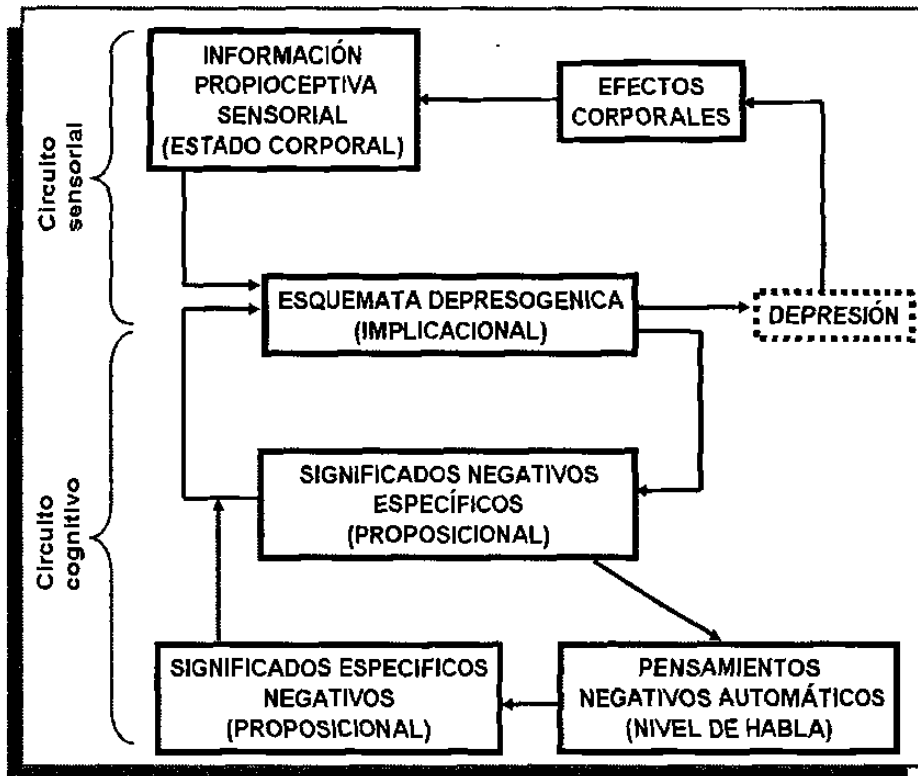 INFORMACIÓN
PROPIOCEPTIVA
SENSORIAL
(ESTADO CORPORAL)
EFECTOS
CORPORALES
Circuito
sensorial
ESQUEMATA DEPRESOGENICA
(IMPLICACIONAL)
DEPRESIÓN
SIGNIFICADOS NEGATIVOS
ESPECÍFICOS
(PROPOSICIONAL)
Circuito
cognitivo
SIGNIFICADOS ESPECIFICOS
NEGATIVOS
(PROPOSICIONAL)
PENSAMIENTOS
NEGATIVOS AUTOMÁTICOS
(NIVEL DE HABLA)